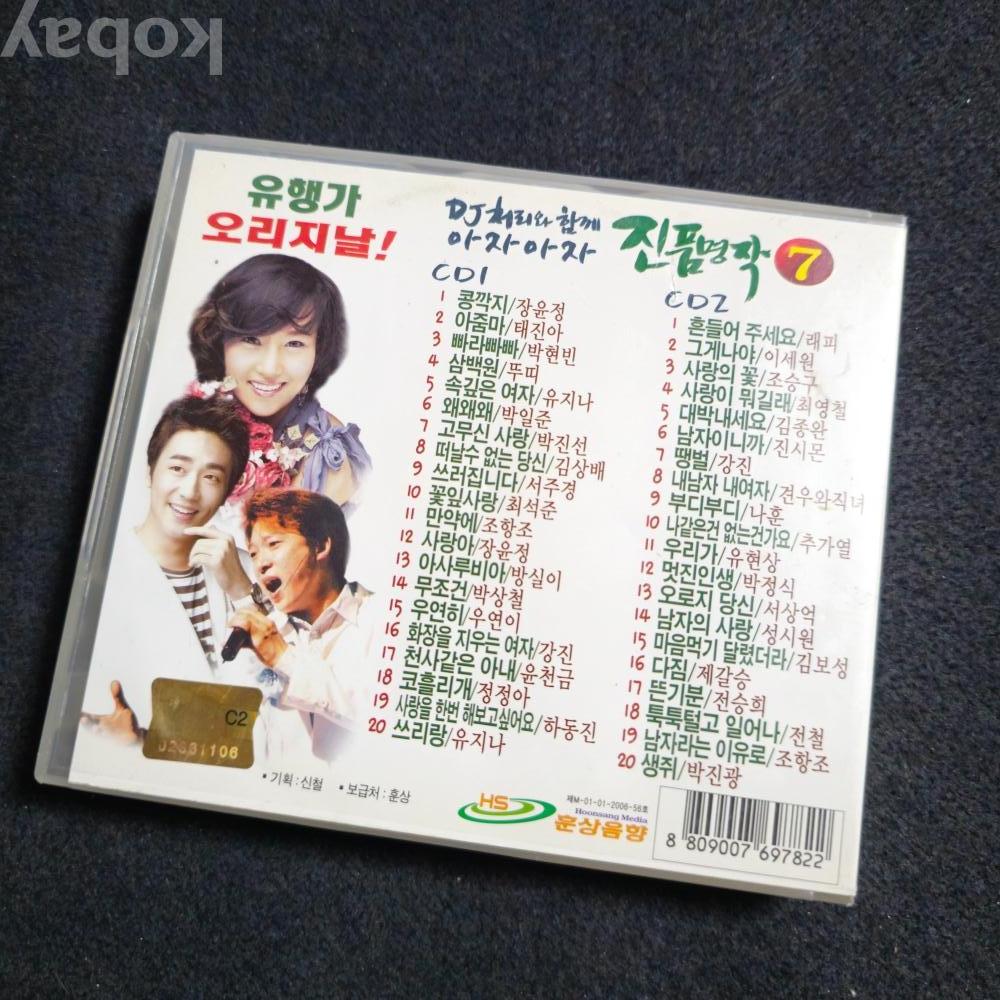 kobay
유행가
오리지날!
DJ처리와 함께
아자아자
진품명작 7
CD1
1 콩깍지/장윤정
2 아줌마/태진아
3 빠라빠빠/박현빈
4 삼백원/뚜띠
5 속깊은 여자/유지나
6 왜왜왜/박일준
7 고무신 사랑/박진선
8 떠날수 없는 당신/김상배
9 쓰러집니다/서주경
10 꽃잎사랑/최석준
11 만약에/조항조
12 사랑아/장윤정
13 아사루비아/방실이
14 무조건/박상철
15 우연히/우연이
16 화장을 지우는 여자/강진
17 천사같은 아내/윤천금
18 코흘리개/정정아
19 사랑을 한번 해보고싶어요/하동진
20 쓰리랑/유지나
CD2
1 흔들어 주세요/래피
2 그게나야/이세원
3 사랑의 꽃/조승구
4 사랑이 뭐길래/최영철
5 대박내세요/김종완
6 남자이니까/진시몬
7 땡벌/강진
8 내남자 내여자/견우와직녀
9 부디부디/나훈
10 나같은건 없는건가요/추가열
11 우리가/유현상
12 멋진인생/박정식
13 오로지 당신/서상억
14 남자의 사랑/성시원
15 마음먹기 달렸더라/김보성
16 다짐/제갈승
17 뜬기분/전승희
18 툭툭털고 일어나/전철
19 남자라는 이유로/조항조
20 생쥐/박진광
C2
• 기획 : 신철 • 보급처 : 훈상
HS
Hoonsang Media
훈상음향
제M-01-01-2006-56호
8 809007 697822